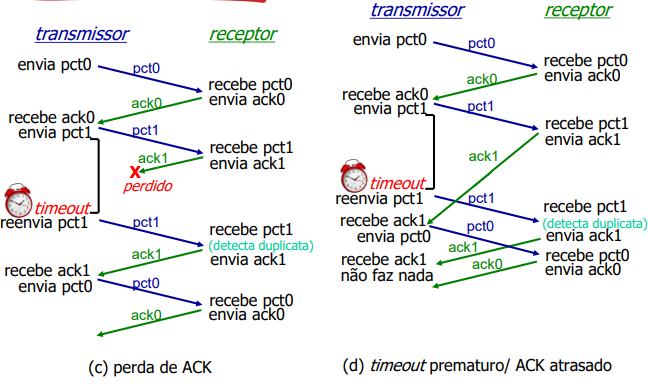 transmissor
receptor
envia pct0
pct0
recebe pct0
envia ack0
ack0
recebe ack0
envia pct1
pct1
recebe pct1
envia ack1
ack1
X
perdido
timeout
reenvia pct1
pct1
recebe pct1
(detecta duplicata)
envia ack1
ack1
recebe ack1
envia pct0
pct0
recebe pct0
envia ack0
ack0
(c) perda de ACK
transmissor
receptor
envia pct0
pct0
recebe pct0
envia ack0
ack0
recebe ack0
envia pct1
pct1
recebe pct1
envia ack1
ack1
timeout
reenvia pct1
pct1
recebe pct1
(detecta duplicata)
envia ack1
recebe ack1
envia pct0
pct0
ack1
recebe pct0
envia ack0
recebe ack1
não faz nada
ack0
(d) timeout prematuro/ ACK atrasado